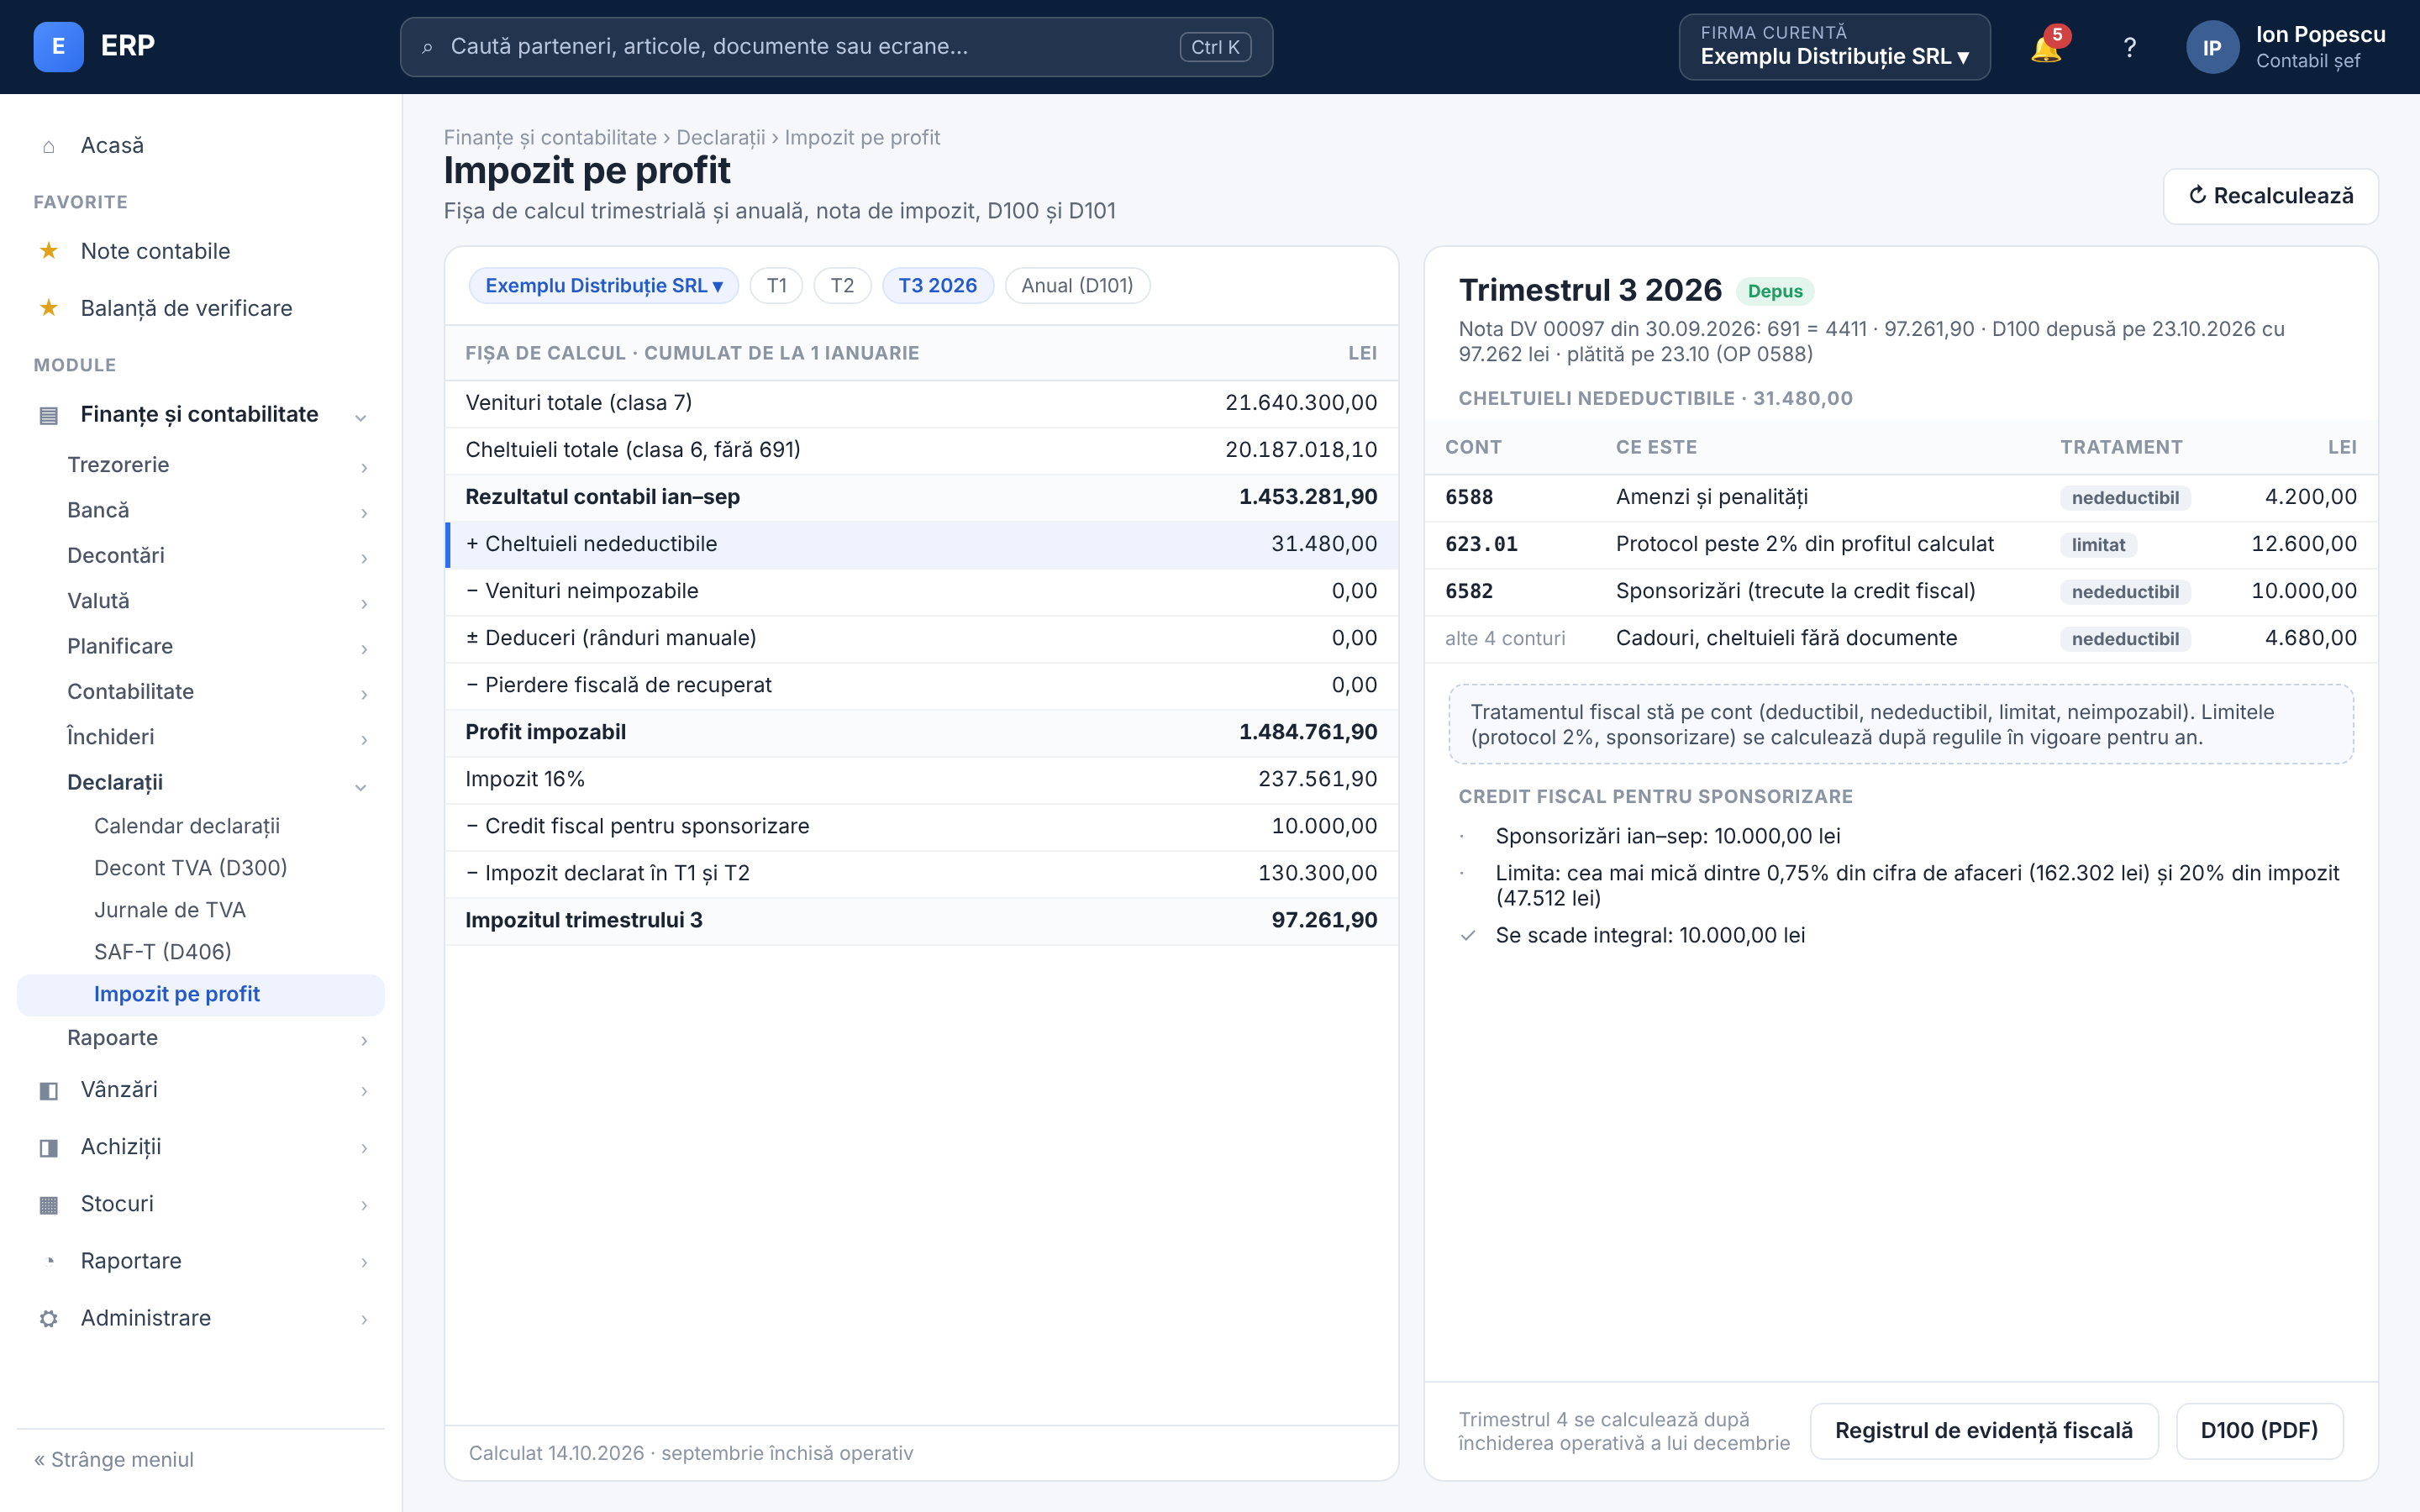 E ERP
Caută parteneri, articole, documente sau ecrane... Ctrl K
FIRMA CURENTĂ
Exemplu Distribuție SRL ▾
5
?
IP
Ion Popescu
Contabil șef
Acasă
FAVORITE
★ Note contabile
★ Balanță de verificare
MODULE
Finanțe și contabilitate
Trezorerie ›
Bancă ›
Decontări ›
Valută ›
Planificare ›
Contabilitate ›
Închideri ›
Declarații
Calendar declarații
Decont TVA (D300)
Jurnale de TVA
SAF-T (D406)
Impozit pe profit
Rapoarte ›
Vânzări ›
Achiziții ›
Stocuri ›
Raportare ›
Administrare ›
« Strânge meniul
Finanțe și contabilitate › Declarații › Impozit pe profit
Impozit pe profit
Fișa de calcul trimestrială și anuală, nota de impozit, D100 și D101
↻ Recalculează
Exemplu Distribuție SRL ▾ T1 T2 T3 2026 Anual (D101)
FIȘA DE CALCUL · CUMULAT DE LA 1 IANUARIE LEI
Venituri totale (clasa 7) 21.640.300,00
Cheltuieli totale (clasa 6, fără 691) 20.187.018,10
Rezultatul contabil ian–sep 1.453.281,90
+ Cheltuieli nedeductibile 31.480,00
− Venituri neimpozabile 0,00
± Deduceri (rânduri manuale) 0,00
− Pierdere fiscală de recuperat 0,00
Profit impozabil 1.484.761,90
Impozit 16% 237.561,90
− Credit fiscal pentru sponsorizare 10.000,00
− Impozit declarat în T1 și T2 130.300,00
Impozitul trimestrului 3 97.261,90
Calculat 14.10.2026 · septembrie închisă operativ
Trimestrul 3 2026 Depus
Nota DV 00097 din 30.09.2026: 691 = 4411 · 97.261,90 · D100 depusă pe 23.10.2026 cu
97.262 lei · plătită pe 23.10 (OP 0588)
CHELTUIELI NEDEDUCTIBILE · 31.480,00
CONT CE ESTE TRATAMENT LEI
6588 Amenzi și penalități nedeductibil 4.200,00
623.01 Protocol peste 2% din profitul calculat limitat 12.600,00
6582 Sponsorizări (trecute la credit fiscal) nedeductibil 10.000,00
alte 4 conturi Cadouri, cheltuieli fără documente nedeductibil 4.680,00
Tratamentul fiscal stă pe cont (deductibil, nedeductibil, limitat, neimpozabil). Limitele
(protocol 2%, sponsorizare) se calculează după regulile în vigoare pentru an.
CREDIT FISCAL PENTRU SPONSORIZARE
· Sponsorizări ian–sep: 10.000,00 lei
· Limita: cea mai mică dintre 0,75% din cifra de afaceri (162.302 lei) și 20% din impozit
(47.512 lei)
✓ Se scade integral: 10.000,00 lei
Trimestrul 4 se calculează după
închiderea operativă a lui decembrie
Registrul de evidență fiscală
D100 (PDF)